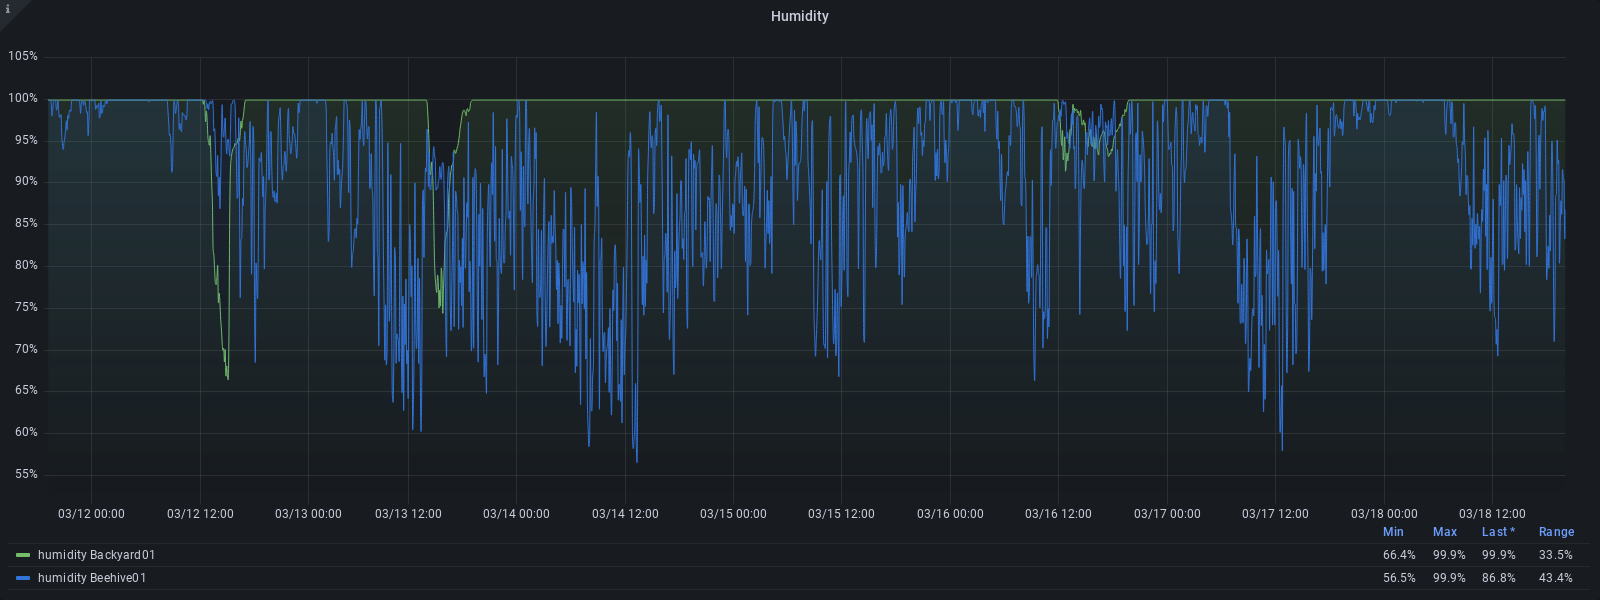 i
Humidity
105%
100%
95%
90%
85%
80%
75%
70%
65%
60%
55%
03/12 00:00 03/12 12:00 03/13 00:00 03/13 12:00 03/14 00:00 03/14 12:00 03/15 00:00 03/15 12:00 03/16 00:00 03/16 12:00 03/17 00:00 03/17 12:00 03/18 00:00 03/18 12:00
Min Max Last * Range
humidity Backyard01 66.4% 99.9% 99.9% 33.5%
humidity Beehive01 56.5% 99.9% 86.8% 43.4%